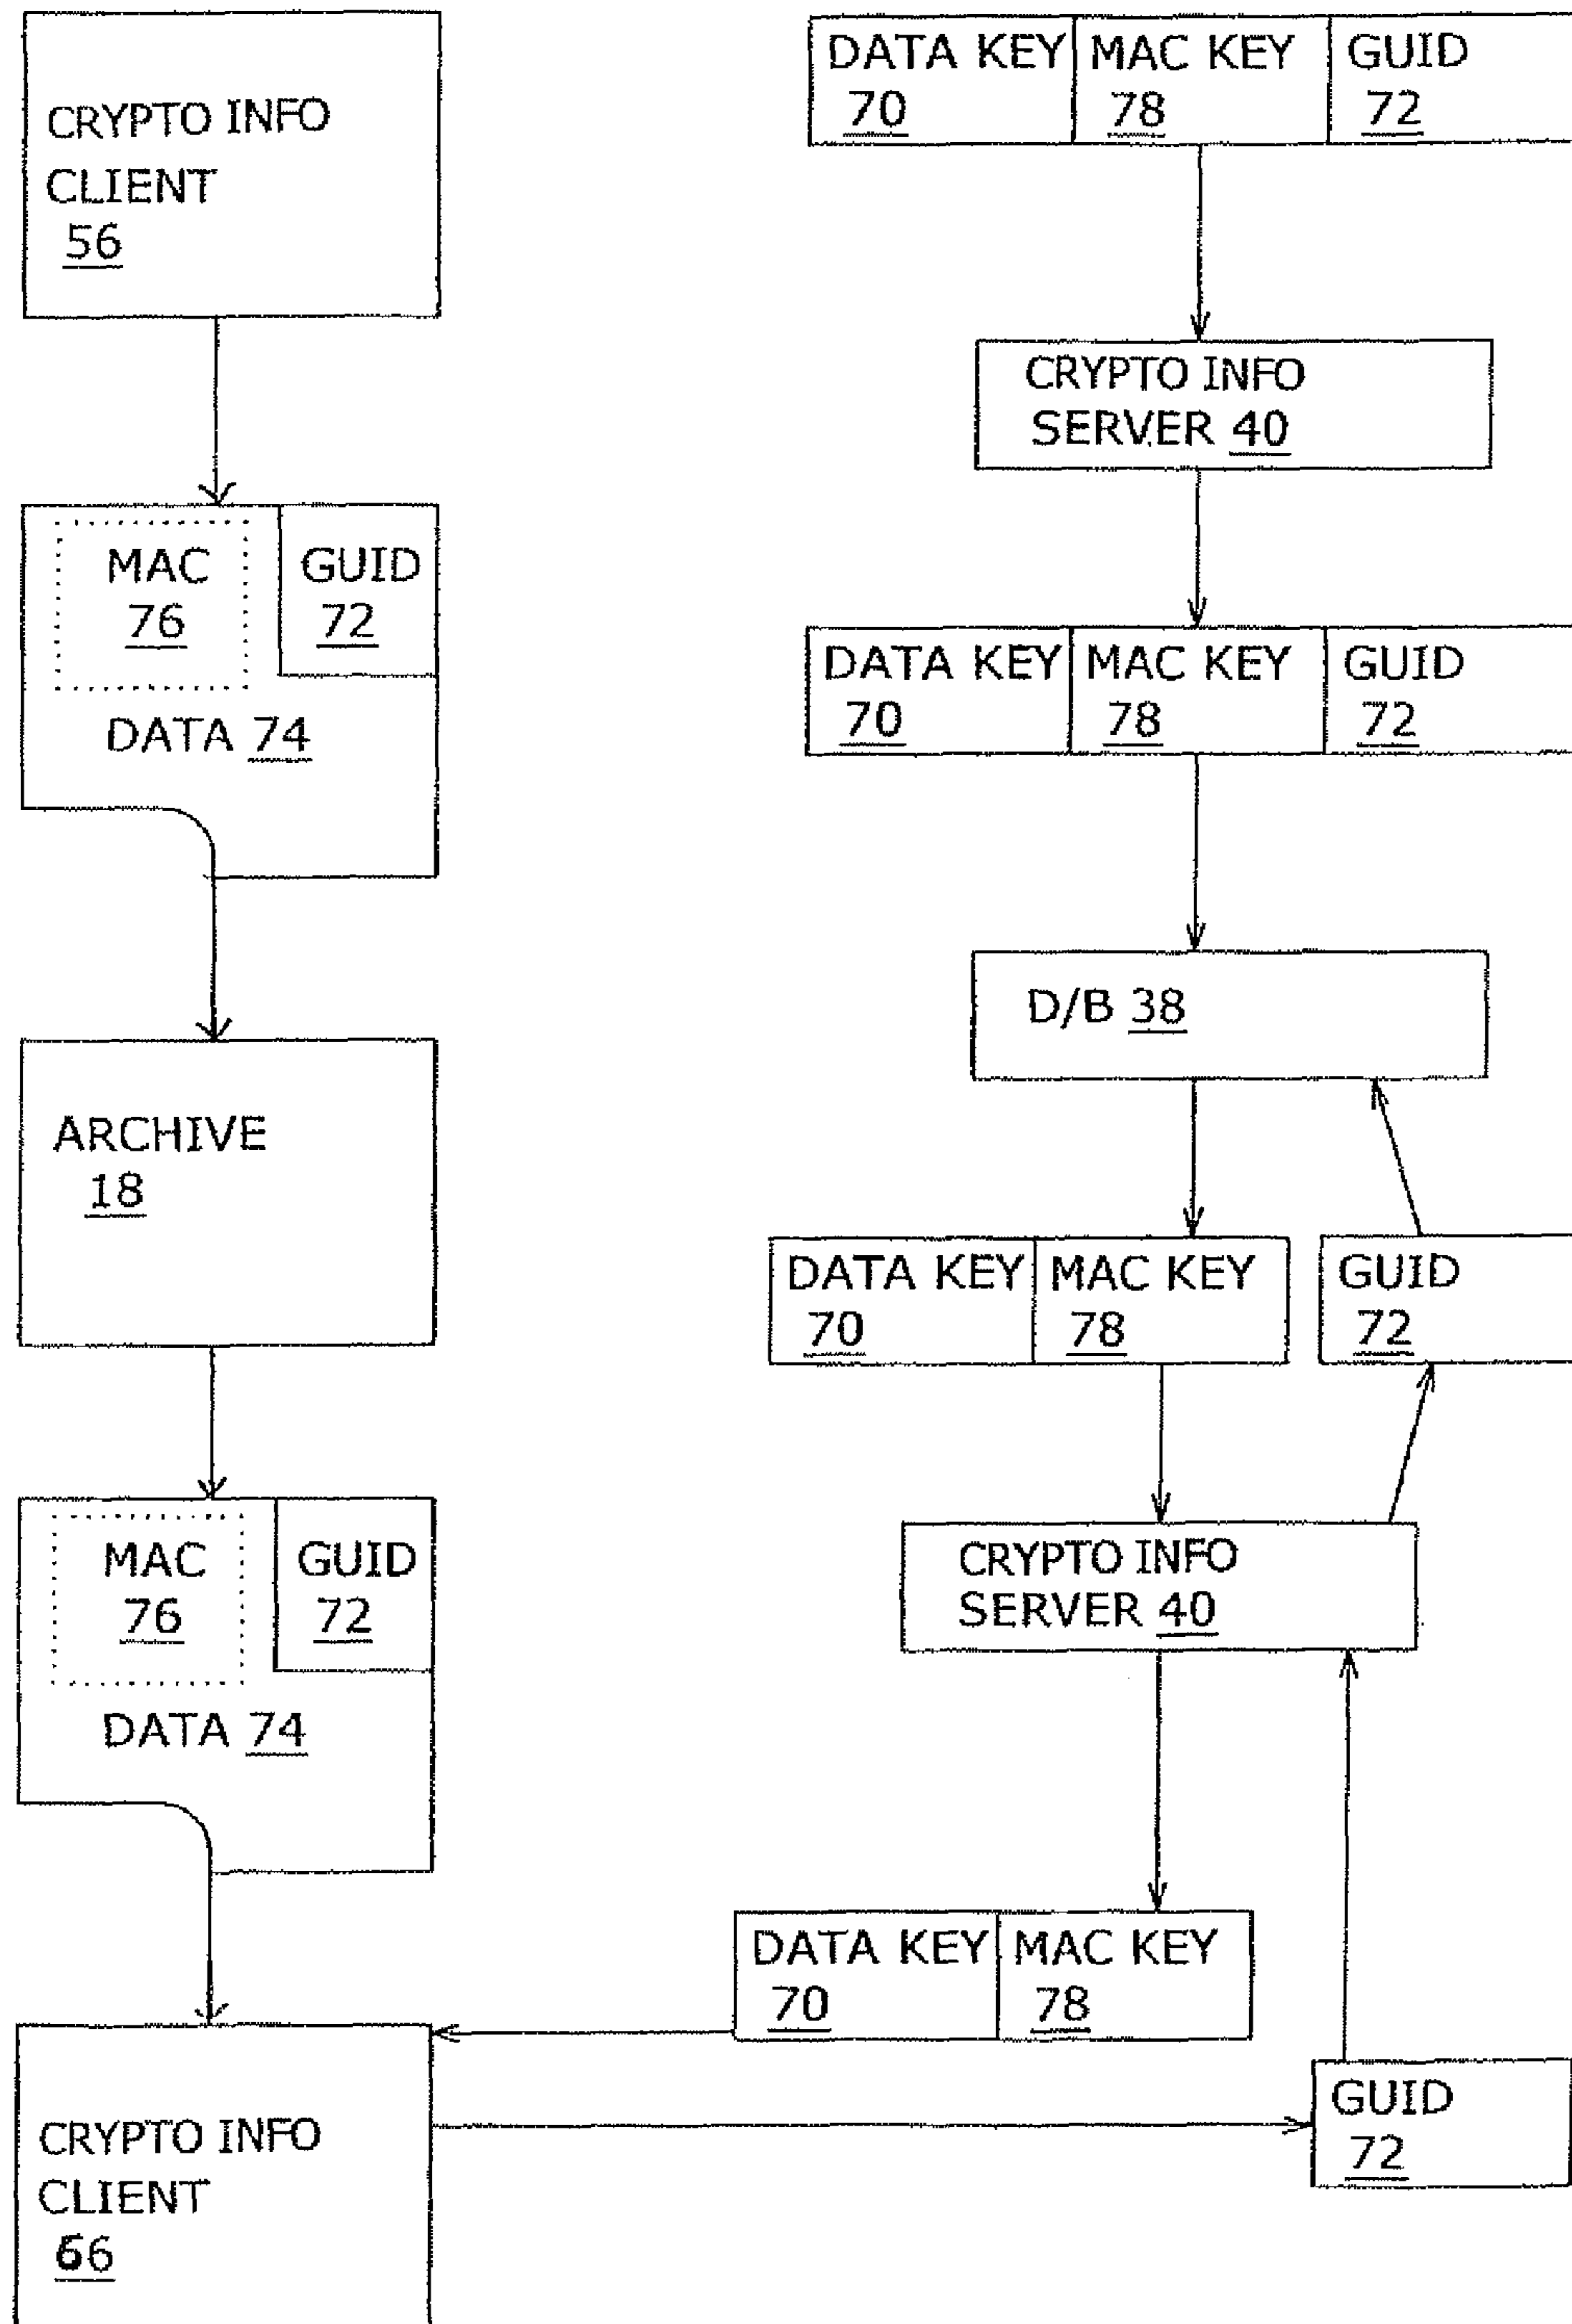 CRYPTO INFO
CLIENT
56
DATA KEY MAC KEY GUID
70 78 72
CRYPTO INFO
SERVER 40
MAC GUID
76 72
DATA 74
DATA KEY MAC KEY GUID
70 78 72
D/B 38
ARCHIVE
18
DATA KEY MAC KEY GUID
70 78 72
MAC GUID
76 72
DATA 74
CRYPTO INFO
SERVER 40
DATA KEY MAC KEY
70 78
CRYPTO INFO
CLIENT
66
GUID
72